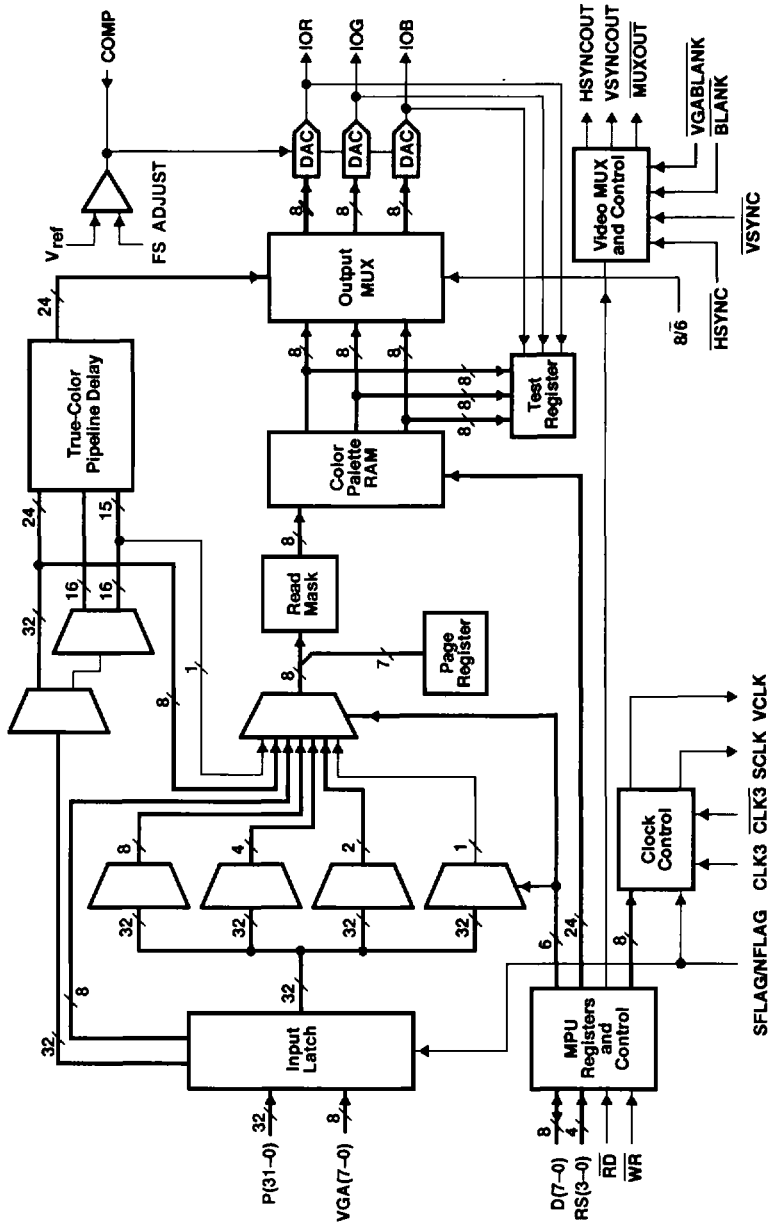 COMP
Vref
FS ADJUST
IOR
IOG
IOB
DAC
DAC
DAC
8
8
8
HSYNCOUT
VSYNCOUT
MUXOUT
Video MUX
and Control
VGABLANK
BLANK
VSYNC
HSYNC
8/6
24
True-Color
Pipeline Delay
Output
MUX
8
8
8
8
8
8
Test
Register
24
15
16
16
32
Color
Palette
RAM
8
Read
Mask
8
7
Page
Register
1
8
8
4
2
1
32
32
32
32
32
8
32
Input
Latch
32
P(31–0)
8
VGA(7–0)
6
24
8
MPU
Registers
and
Control
8
D(7–0)
4
RS(3–0)
RD
WR
Clock
Control
SFLAG/NFLAG
CLK3
CLK3
SCLK
VCLK